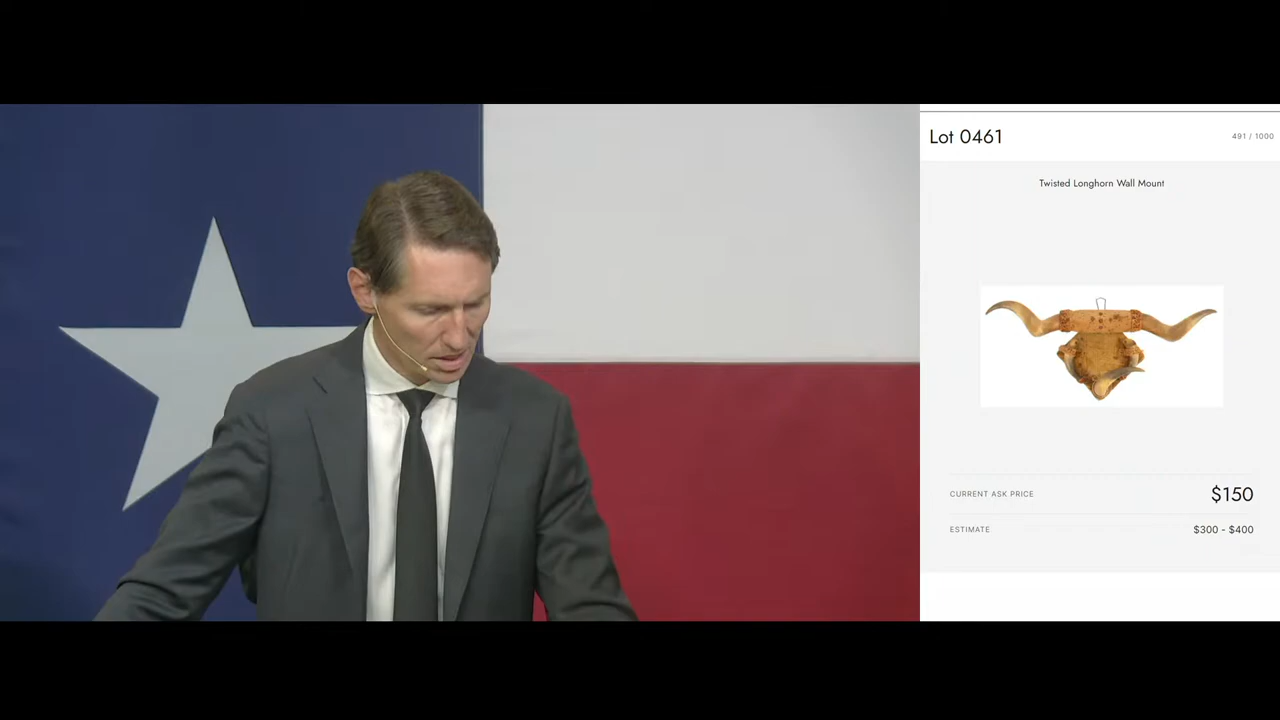 Lot 0461
491 / 1000
Twisted Longhorn Wall Mount
CURRENT ASK PRICE
$150
ESTIMATE
$300 - $400